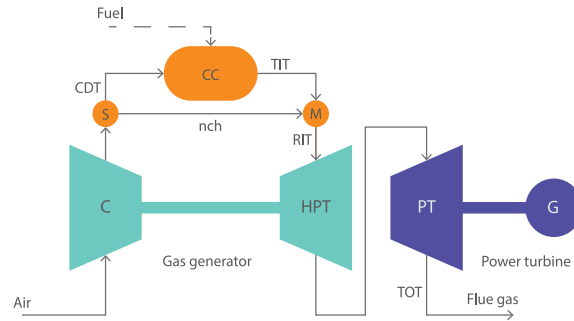 Fuel
CC
TIT
CDT
S
nch
M
RIT
C
HPT
PT
G
Gas generator
Power turbine
Air
TOT
Flue gas